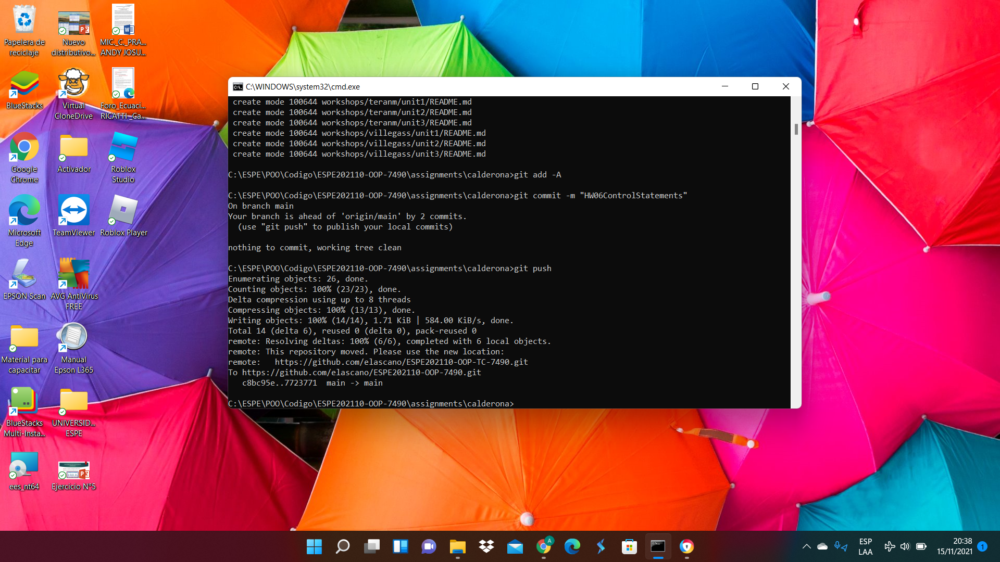 Papelera de
reciclaje
Nuevo
distributivo...
MIC._C._PRA...
ANDY JOSU...
BlueStacks
Virtual
CloneDrive
Foro_Ecuaci...
RICATTI_Ca...
Google
Chrome
Activador
Roblox
Studio
Microsoft
Edge
TeamViewer
Roblox Player
EPSON Scan
AVG AntiVirus
FREE
Material para
capacitar
Manual
Epson L365
BlueStacks
Multi-Insta...
UNIVERSID...
ESPE
ees_nt64
Ejercicio N°5
C:\WINDOWS\system32\cmd.exe
create mode 100644 workshops/teranm/unit1/README.md
create mode 100644 workshops/teranm/unit2/README.md
create mode 100644 workshops/teranm/unit3/README.md
create mode 100644 workshops/villegass/unit1/README.md
create mode 100644 workshops/villegass/unit2/README.md
create mode 100644 workshops/villegass/unit3/README.md
C:\ESPE\POO\Codigo\ESPE202110-OOP-7490\assignments\calderona>git add -A
C:\ESPE\POO\Codigo\ESPE202110-OOP-7490\assignments\calderona>git commit -m "HW06ControlStatements"
On branch main
Your branch is ahead of 'origin/main' by 2 commits.
(use "git push" to publish your local commits)
nothing to commit, working tree clean
C:\ESPE\POO\Codigo\ESPE202110-OOP-7490\assignments\calderona>git push
Enumerating objects: 26, done.
Counting objects: 100% (23/23), done.
Delta compression using up to 8 threads
Compressing objects: 100% (13/13), done.
Writing objects: 100% (14/14), 1.71 KiB | 584.00 KiB/s, done.
Total 14 (delta 6), reused 0 (delta 0), pack-reused 0
remote: Resolving deltas: 100% (6/6), completed with 6 local objects.
remote: This repository moved. Please use the new location:
remote:   https://github.com/elascano/ESPE202110-OOP-TC-7490.git
To https://github.com/elascano/ESPE202110-OOP-7490.git
c8bc95e..7723771  main -> main
C:\ESPE\POO\Codigo\ESPE202110-OOP-7490\assignments\calderona>
A
ESP
LAA
20:38
15/11/2021
1